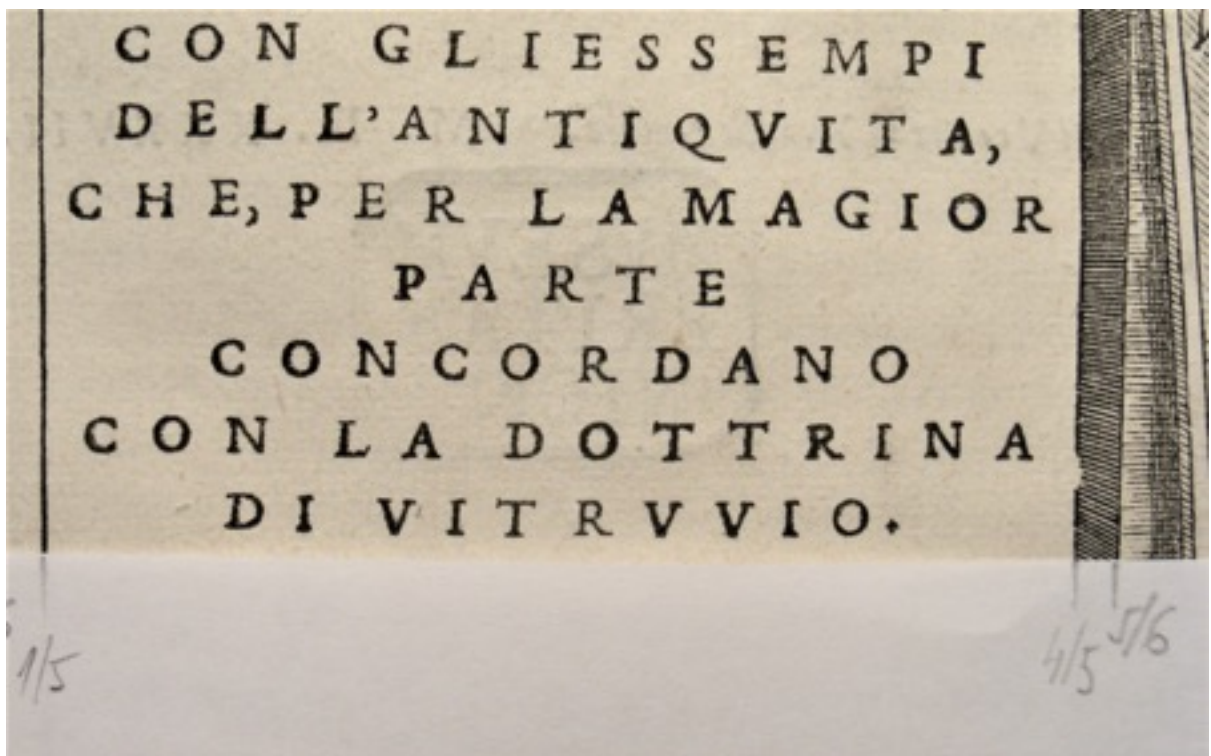 CON GLIESSEMPI
DELL'ANTIQVITA,
CHE, PER LA MAGIOR
PARTE
CONCORDANO
CON LA DOTTRINA
DI VITRVVIO.
1/5
4/5 5/6